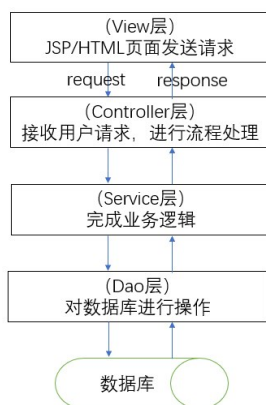 （View层）
JSP/HTML页面发送请求
request response
（Controller层）
接收用户请求，进行流程处理
（Service层）
完成业务逻辑
（Dao层）
对数据库进行操作
数据库